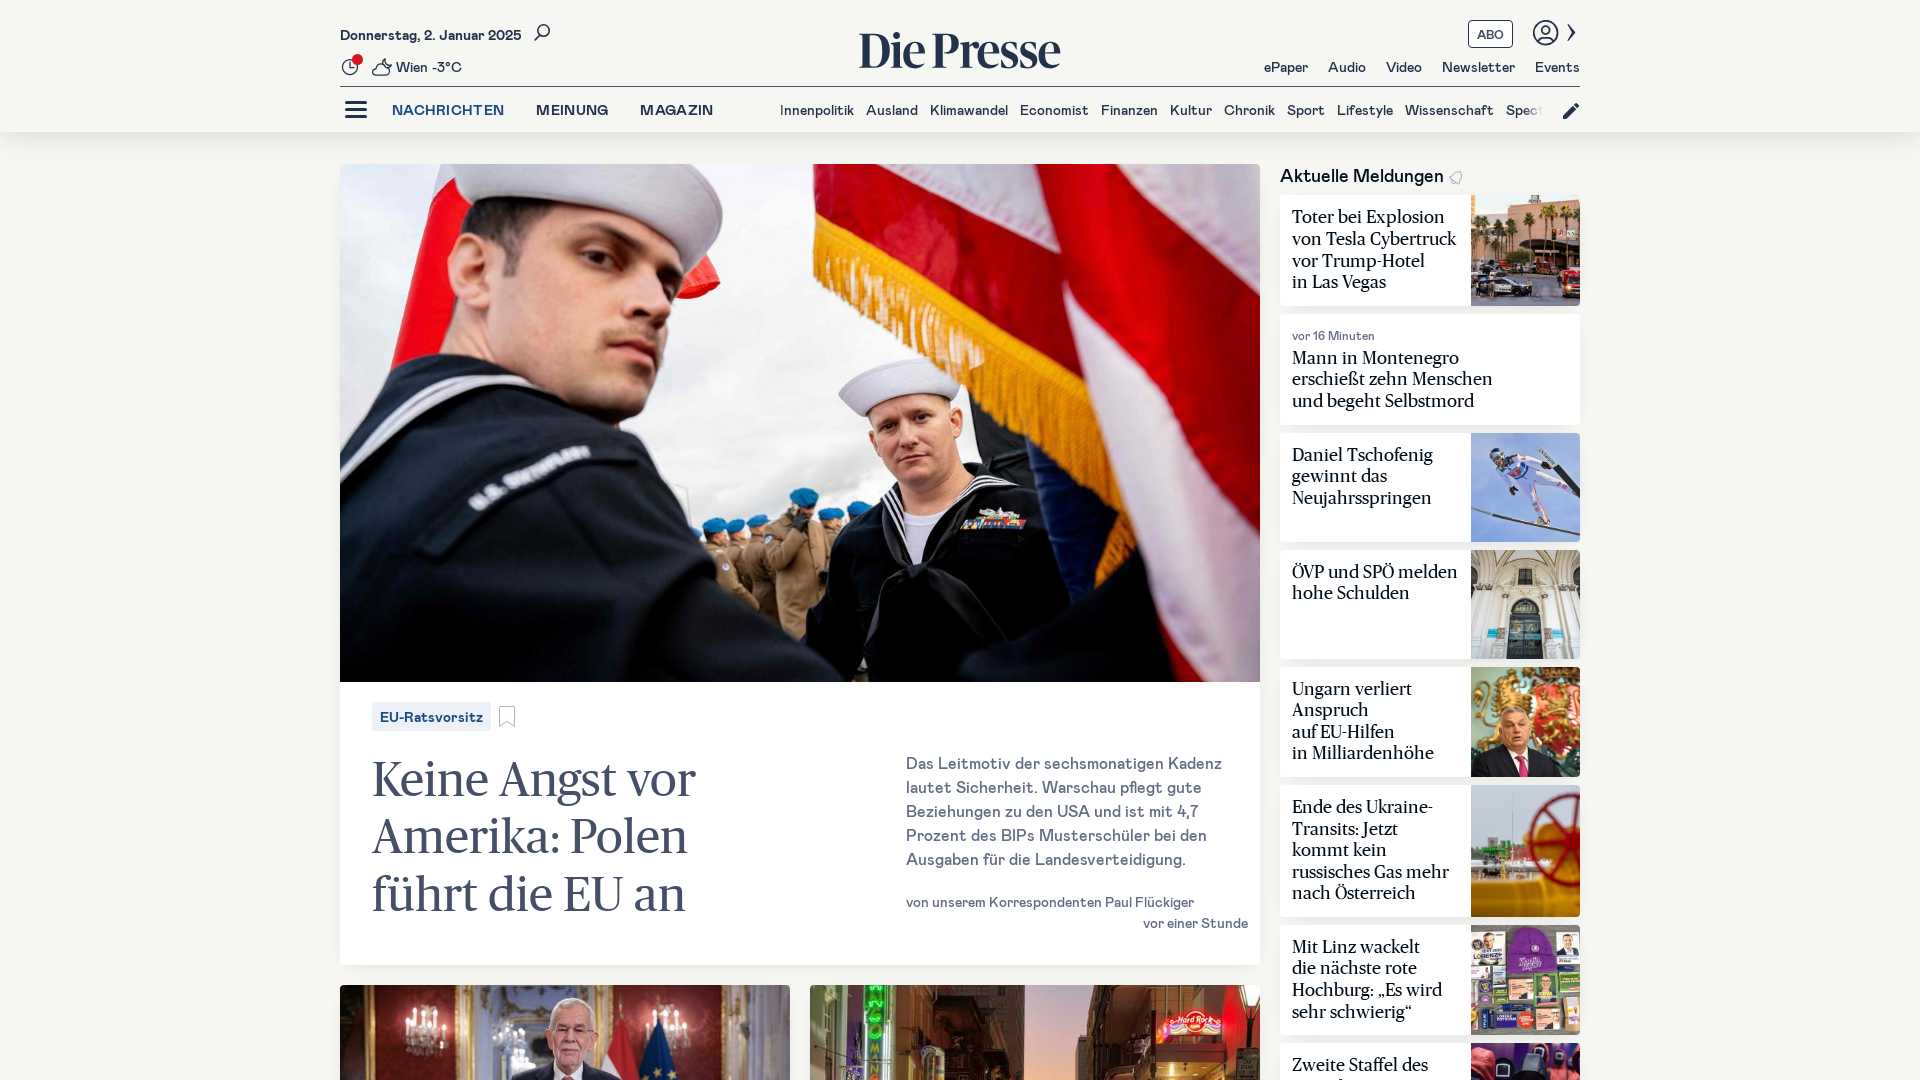 Donnerstag, 2. Januar 2025
Wien -3°C
Die Presse
ABO
ePaper Audio Video Newsletter Events
NACHRICHTEN MEINUNG MAGAZIN
Innenpolitik Ausland Klimawandel Economist Finanzen Kultur Chronik Sport Lifestyle Wissenschaft Spect
U.S.
EU-Ratsvorsitz
Keine Angst vor
Amerika: Polen
führt die EU an
Das Leitmotiv der sechsmonatigen Kadenz
lautet Sicherheit. Warschau pflegt gute
Beziehungen zu den USA und ist mit 4,7
Prozent des BIPs Musterschüler bei den
Ausgaben für die Landesverteidigung.
von unserem Korrespondenten Paul Flückiger
vor einer Stunde
Hard Rock
Aktuelle Meldungen
Toter bei Explosion
von Tesla Cybertruck
vor Trump-Hotel
in Las Vegas
vor 16 Minuten
Mann in Montenegro
erschießt zehn Menschen
und begeht Selbstmord
Daniel Tschofenig
gewinnt das
Neujahrsspringen
ÖVP und SPÖ melden
hohe Schulden
Ungarn verliert
Anspruch
auf EU-Hilfen
in Milliardenhöhe
Ende des Ukraine-
Transits: Jetzt
kommt kein
russisches Gas mehr
nach Österreich
Mit Linz wackelt
die nächste rote
Hochburg: „Es wird
sehr schwierig“
Zweite Staffel des